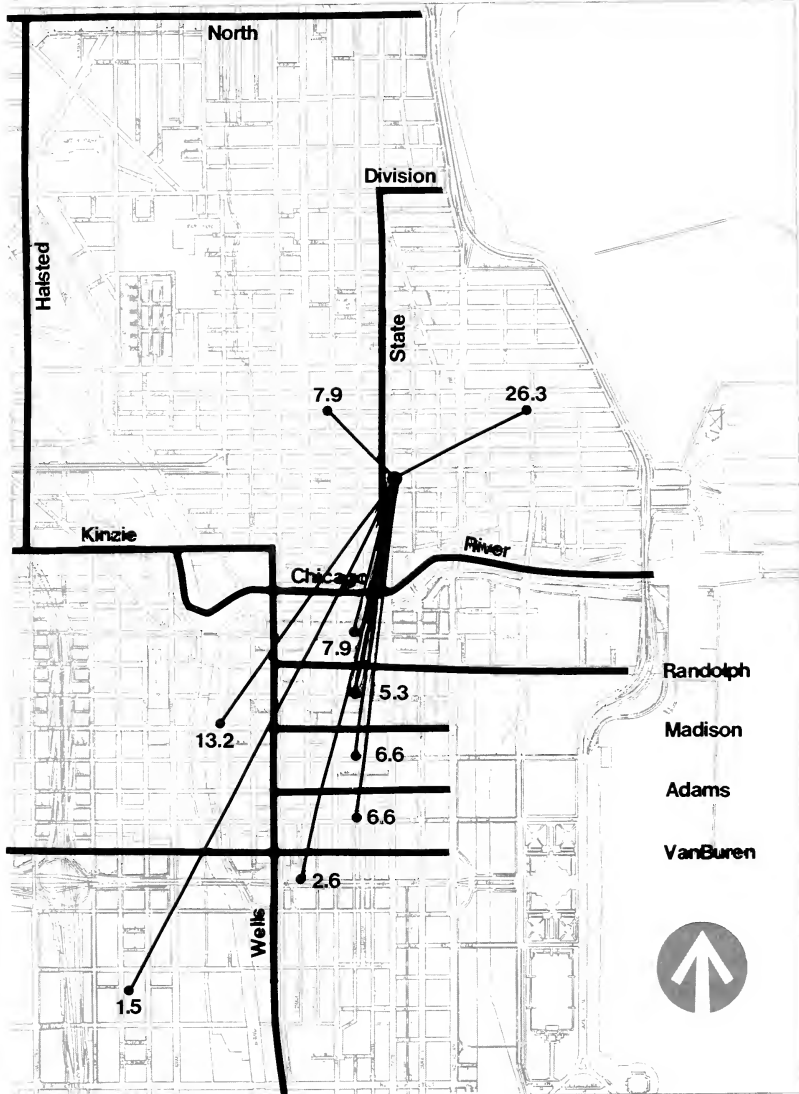 North
Division
Halsted
State
7.9
26.3
Kinzie
Chicago
River
7.9
Randolph
5.3
13.2
Madison
6.6
Adams
6.6
VanBuren
2.6
Wells
1.5